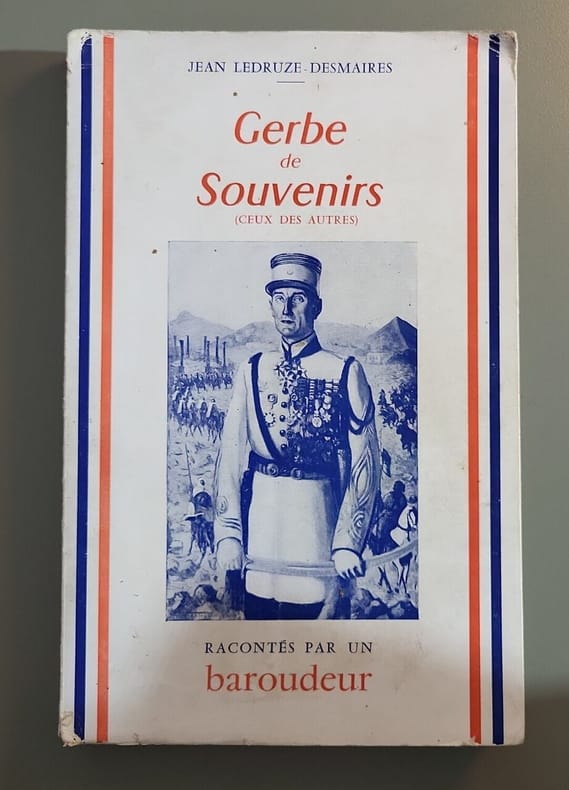 JEAN LEDRUZE-DESMAIRES
Gerbe
de
Souvenirs
(CEUX DES AUTRES)
RACONTÉS PAR UN
baroudeur